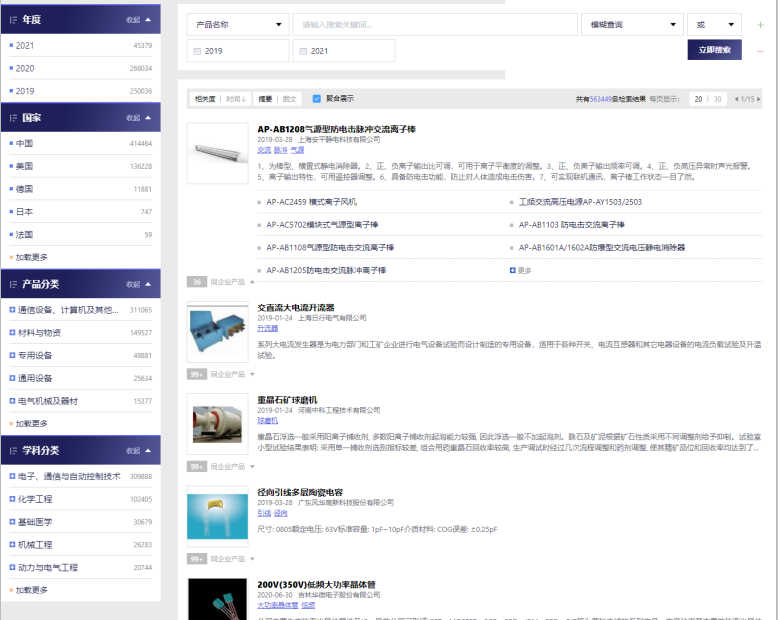 年度 收起
2021 45379
2020 268034
2019 250036
国家 收起
中国 414464
美国 136228
德国 11881
日本 747
法国 59
加载更多
产品分类 收起
通信设备、计算机及其他... 311065
材料与物资 149527
专用设备 49881
通用设备 25634
电气机械及器材 15377
加载更多
学科分类 收起
电子、通信与自动控制技术 309888
化学工程 102405
基础医学 30679
机械工程 26283
动力与电气工程 20744
加载更多
产品名称 请输入搜索关键词... 模糊查询 或 +
2019 2021 立即搜索 –
相关度 | 时间↓ 摘要 | 图文 聚合展示 共有563449条检索结果 每页显示： 20 | 30 1/15
AP-AB1208气源型防电击脉冲交流离子棒
2019-03-28 上海安平静电科技有限公司
交流 脉冲 气源
1、为棒型，横置式静电消除器。2、正、负离子输出比可调，可用于离子平衡度的调整。3、正、负离子输出频率可调。4、正、负高压异常时声光报警。
5、离子输出特性，可用遥控器调整。6、具备防电击功能，防止对人体造成电击伤害。7、可实现联机通讯，离子棒工作状态一目了然。
AP-AC2459 横式离子风机 工频交流高压电源AP-AY1503/2503
AP-AC5702模块式气源型离子棒 AP-AB1103 防电击交流离子棒
AP-AB1108气源型防电击交流离子棒 AP-AB1601A/1602A防爆型交流电压静电消除器
AP-AB1205防电击交流脉冲离子棒 更多
36 同企业产品
交直流大电流升流器
2019-01-24 上海日行电气有限公司
升流器
系列大电流发生器是为电力部门和工矿企业进行电气设备试验而设计制造的专用设备，适用于各种开关、电流互感器和其它电器设备的电流负载试验及升温
试验。
99+ 同企业产品
重晶石矿球磨机
2019-01-24 河南中科工程技术有限公司
球磨机
重晶石浮选一般采用阳离子捕收剂, 多数阳离子捕收剂起泡能力较强, 因此浮选一般不加起泡剂。脉石及矿泥根据矿石性质采用不同调整剂给予抑制。试验室
小型试验结果表明: 采用单一捕收剂选别指标较差, 组合用药重晶石回收率较高, 生产调试时经过几次流程调整和药剂调整, 使其精矿品位和回收率均达到了...
99+ 同企业产品
径向引线多层陶瓷电容
2019-03-28 广东风华高新科技股份有限公司
引线 径向
尺寸: 0805额定电压: 63V标准容量: 1pF~10pF介质材料: COG误差: ±0.25pF
99+ 同企业产品
200V(350V)低频大功率晶体管
2020-06-30 吉林华微电子股份有限公司
大功率晶体管 低频